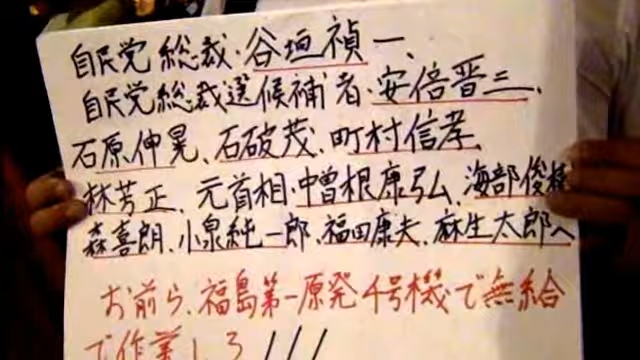 自民党総裁・谷垣禎一、
自民党総裁選候補者・安倍晋三、
石原伸晃、石破茂、町村信孝、
林芳正、元首相・中曽根康弘、海部俊樹
森喜朗、小泉純一郎、福田康夫、麻生太郎へ
お前ら、福島第一原発4号機で無給
で作業しろ!!!